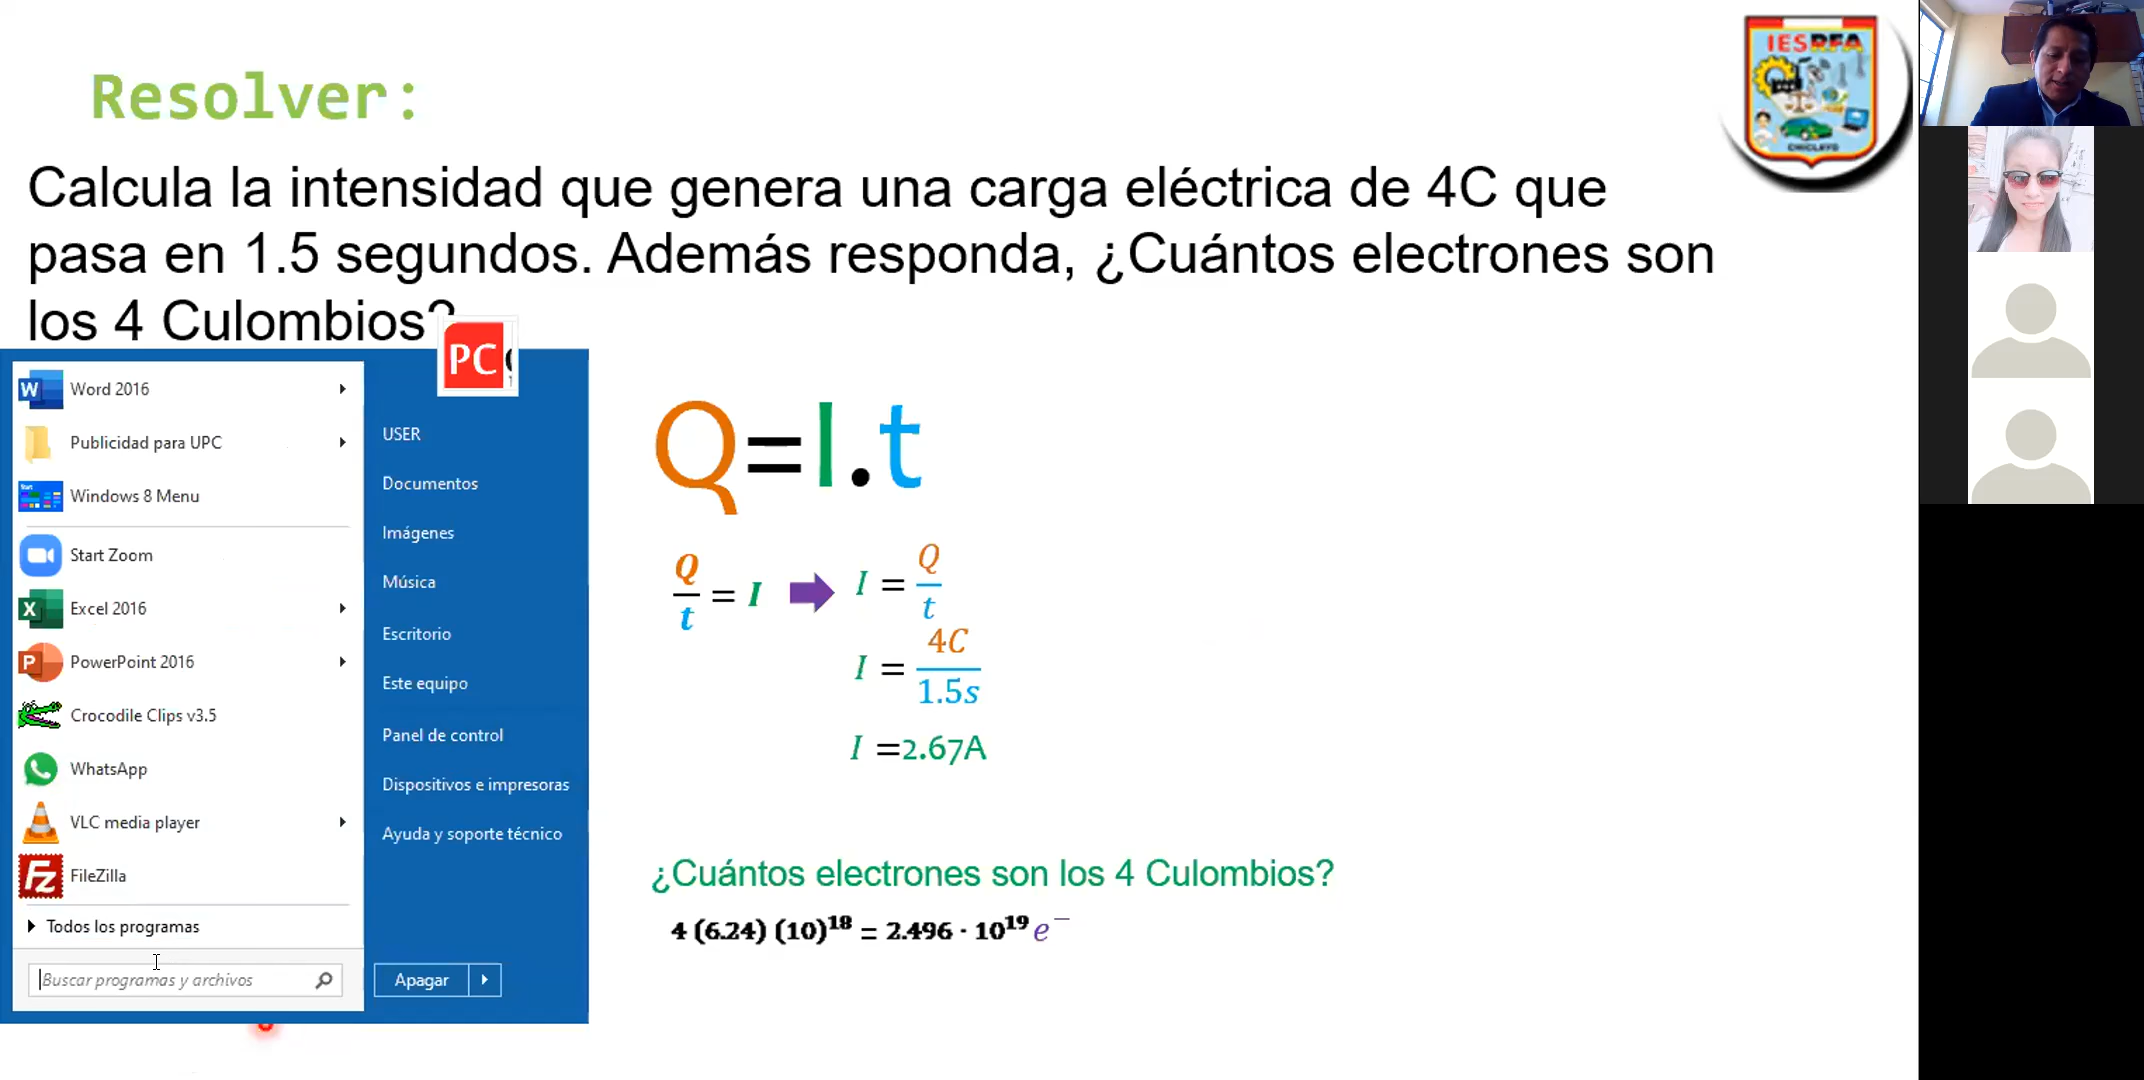 Resolver:
IESRFA
CHICLAYO
Calcula la intensidad que genera una carga eléctrica de 4C que
pasa en 1.5 segundos. Además responda, ¿Cuántos electrones son
los 4 Culombios?
PC
Word 2016
Publicidad para UPC
Start
Windows 8 Menu
Start Zoom
Excel 2016
PowerPoint 2016
Crocodile Clips v3.5
WhatsApp
VLC media player
FileZilla
Todos los programas
Buscar programas y archivos
USER
Documentos
Imágenes
Música
Escritorio
Este equipo
Panel de control
Dispositivos e impresoras
Ayuda y soporte técnico
Apagar
Q=I.t
Q/t = I
I = Q/t
I = 4C/1.5s
I =2.67A
¿Cuántos electrones son los 4 Culombios?
4 (6.24) (10)¹⁸ = 2.496 · 10¹⁹ e⁻